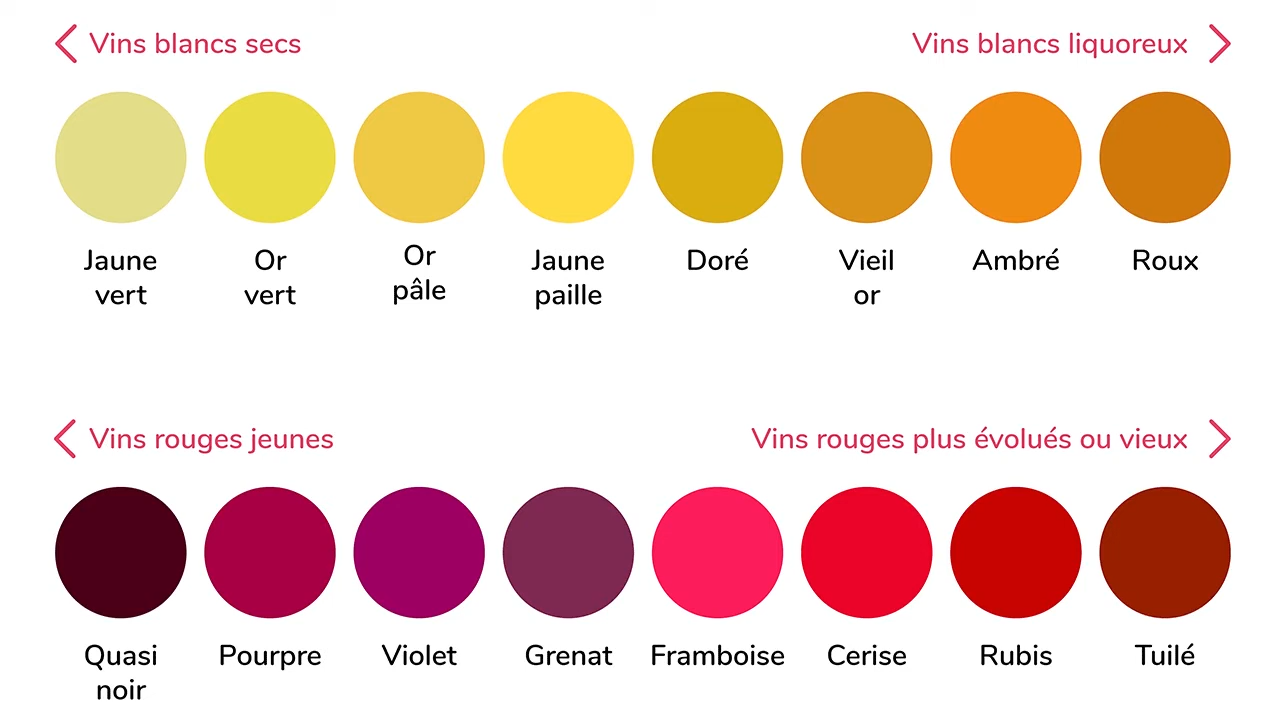 Vins blancs secs
Vins blancs liquoreux
Jaune
vert
Or
vert
Or
pâle
Jaune
paille
Doré
Vieil
or
Ambré
Roux
Vins rouges jeunes
Vins rouges plus évolués ou vieux
Quasi
noir
Pourpre
Violet
Grenat
Framboise
Cerise
Rubis
Tuilé